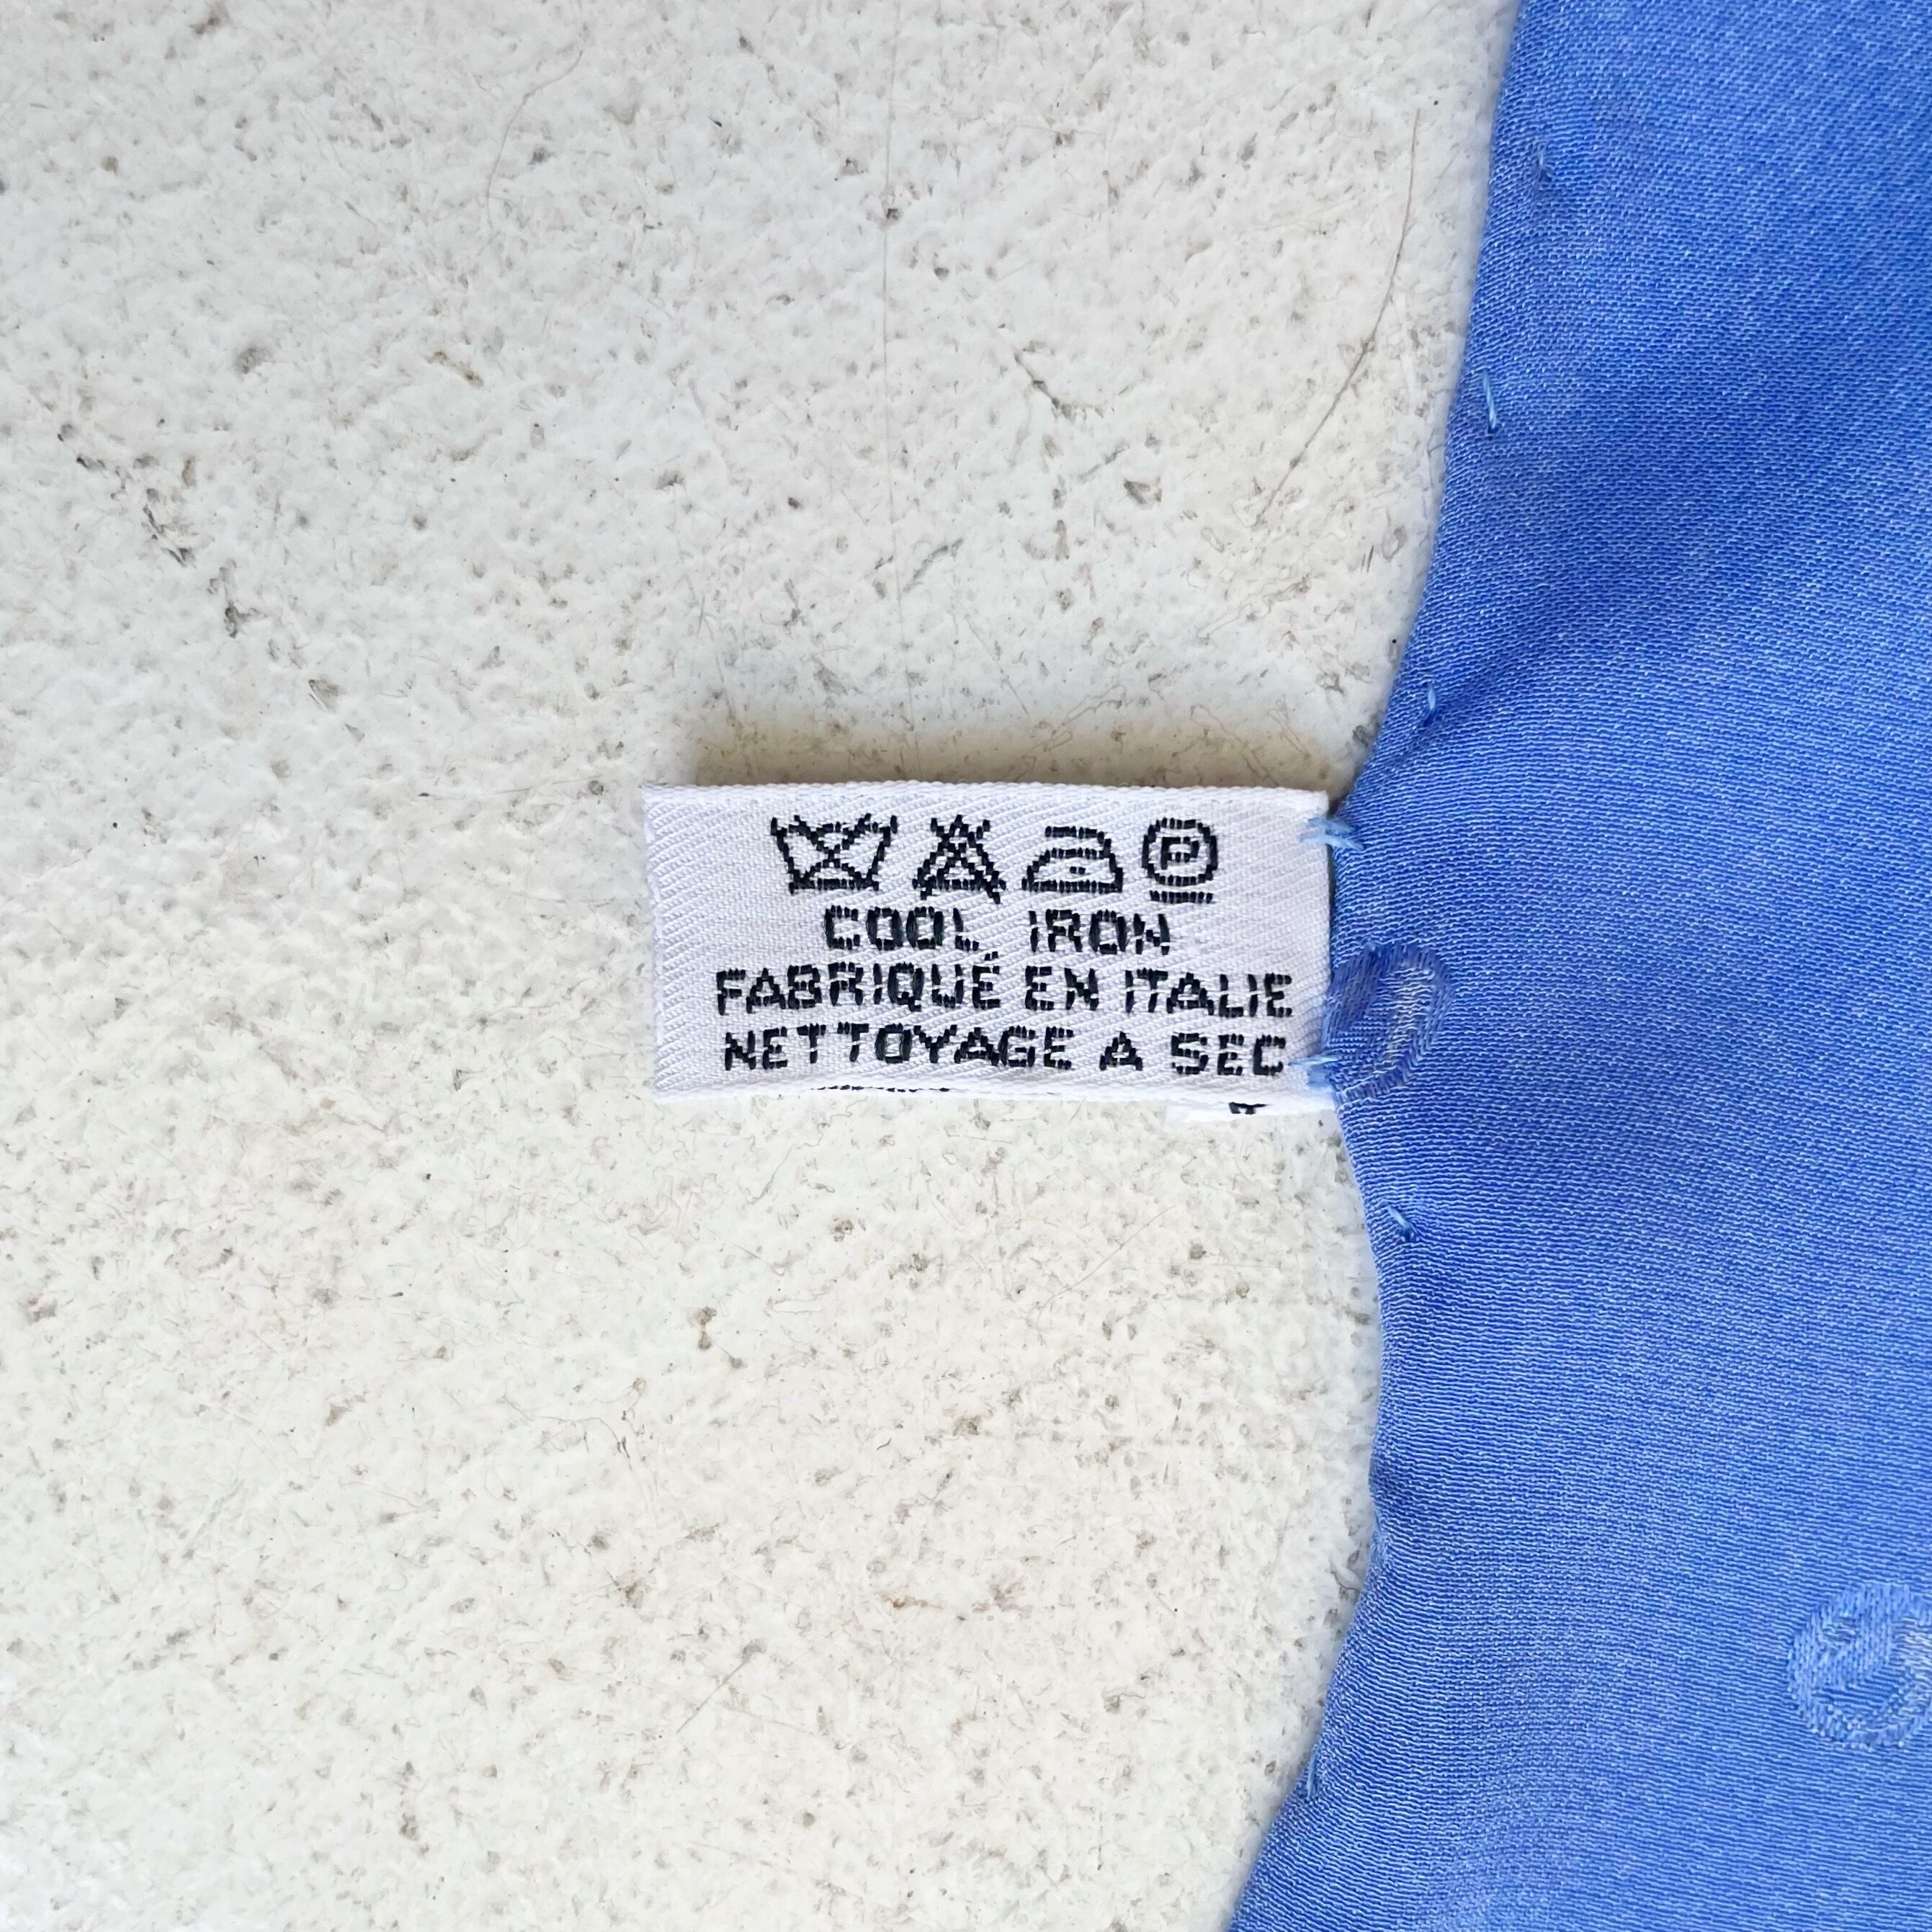 P
COOL IRON
FABRIQUÉ EN ITALIE
NETTOYAGE A SEC